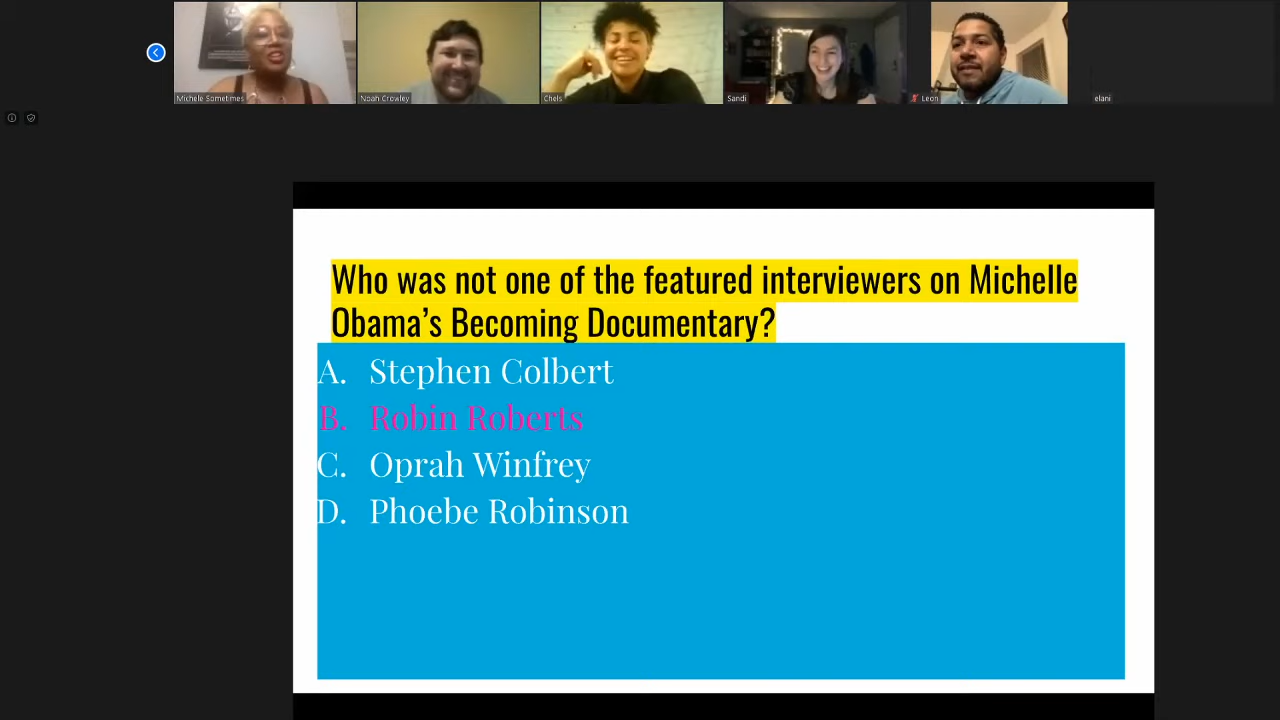 Michele Sometimes
Noah Crowley
Chels
Sandi
Leon
elani
Who was not one of the featured interviewers on Michelle
Obama’s Becoming Documentary?
A. Stephen Colbert
B. Robin Roberts
C. Oprah Winfrey
D. Phoebe Robinson